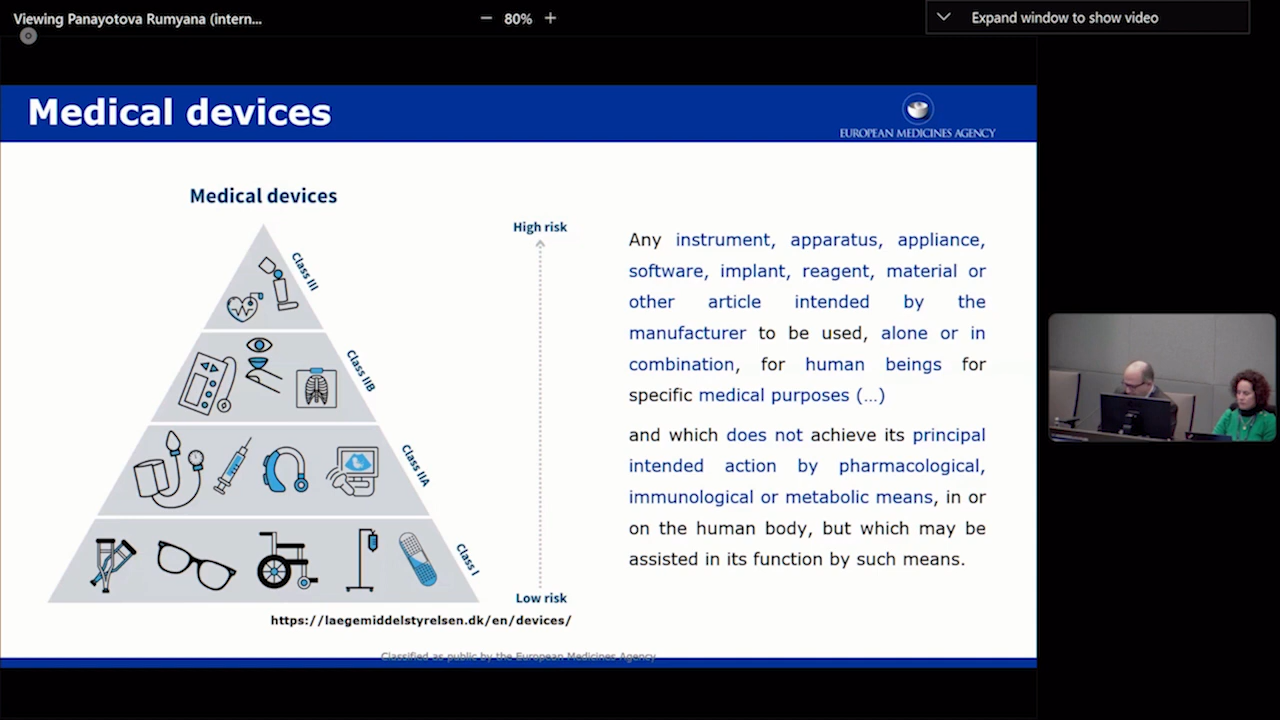 Viewing Panayotova Rumyana (intern...
80%
Expand window to show video
Medical devices
EUROPEAN MEDICINES AGENCY
Medical devices
High risk
Class III
Class IIB
Class IIA
Class I
Low risk
https://laegemiddelstyrelsen.dk/en/devices/
Any instrument, apparatus, appliance,
software, implant, reagent, material or
other article intended by the
manufacturer to be used, alone or in
combination, for human beings for
specific medical purposes (...)
and which does not achieve its principal
intended action by pharmacological,
immunological or metabolic means, in or
on the human body, but which may be
assisted in its function by such means.
Classified as public by the European Medicines Agency